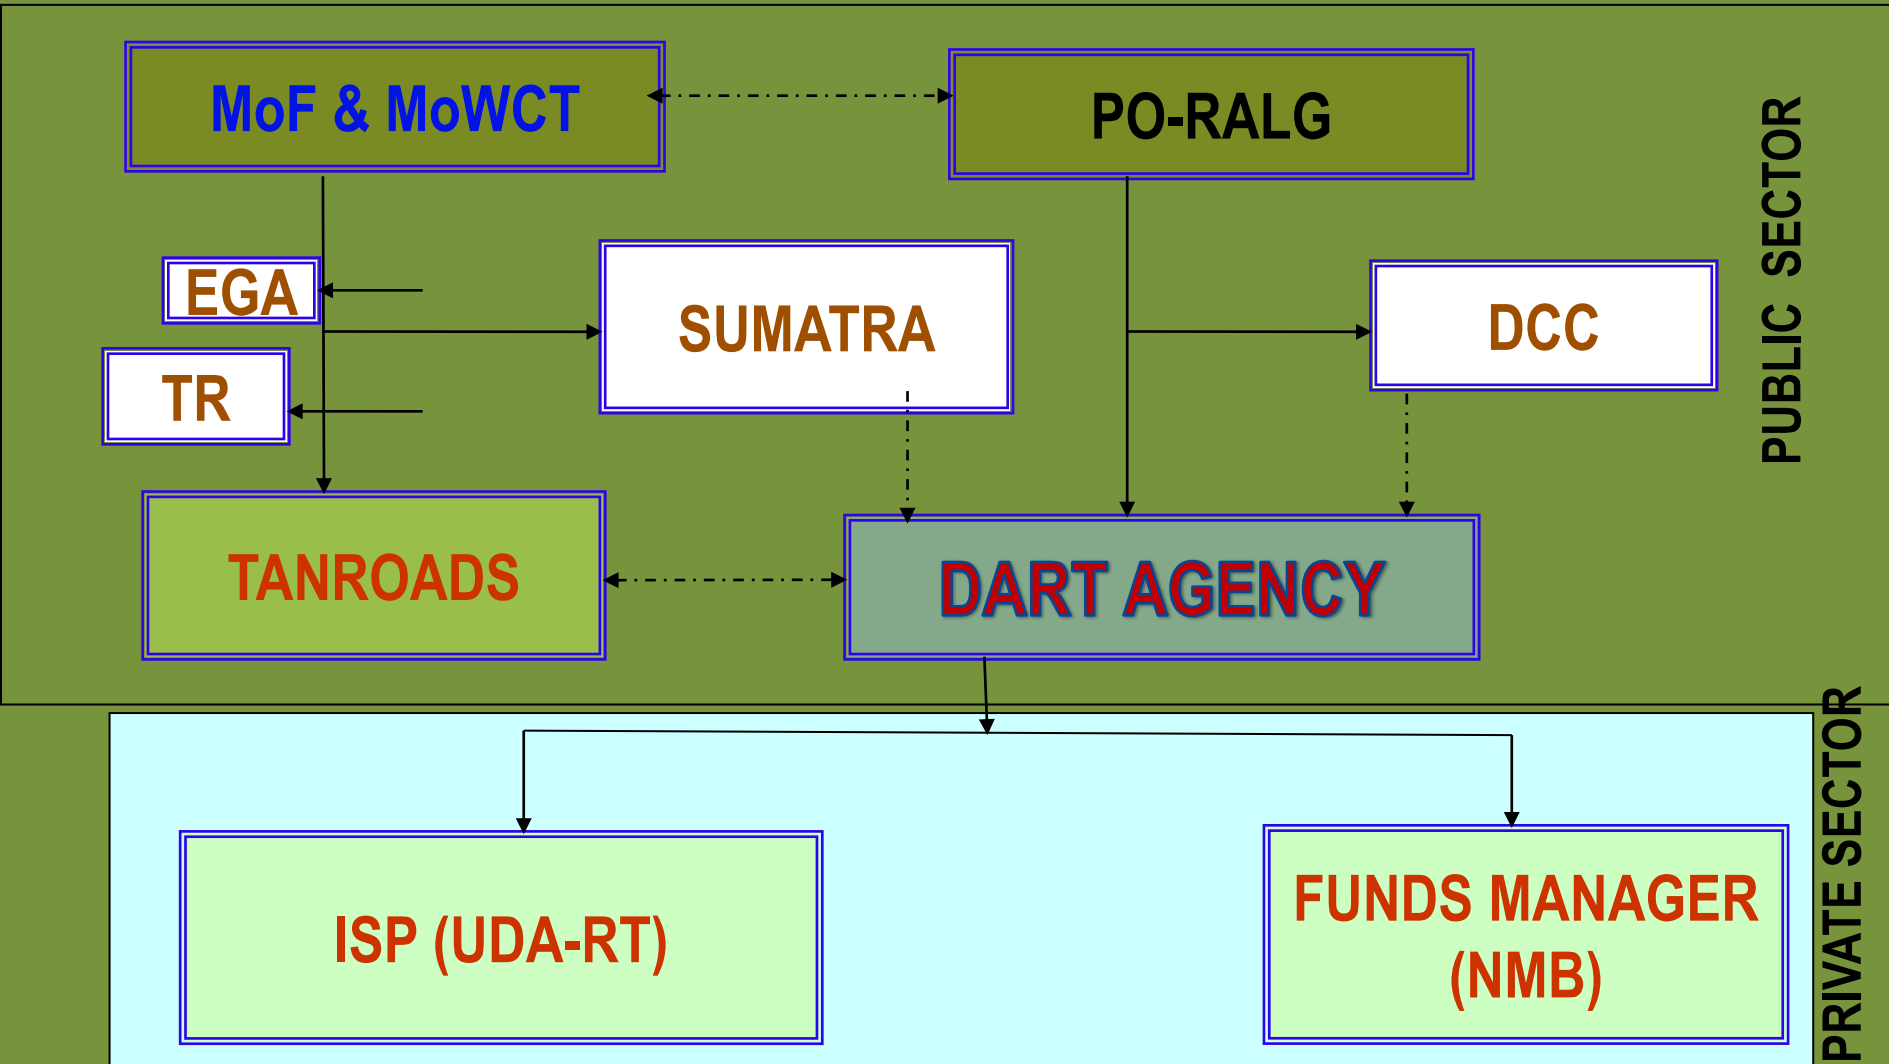 MoF & MoWCT
PO-RALG
PUBLIC SECTOR
EGA
SUMATRA
DCC
TR
TANROADS
DART AGENCY
PRIVATE SECTOR
ISP (UDA-RT)
FUNDS MANAGER
(NMB)